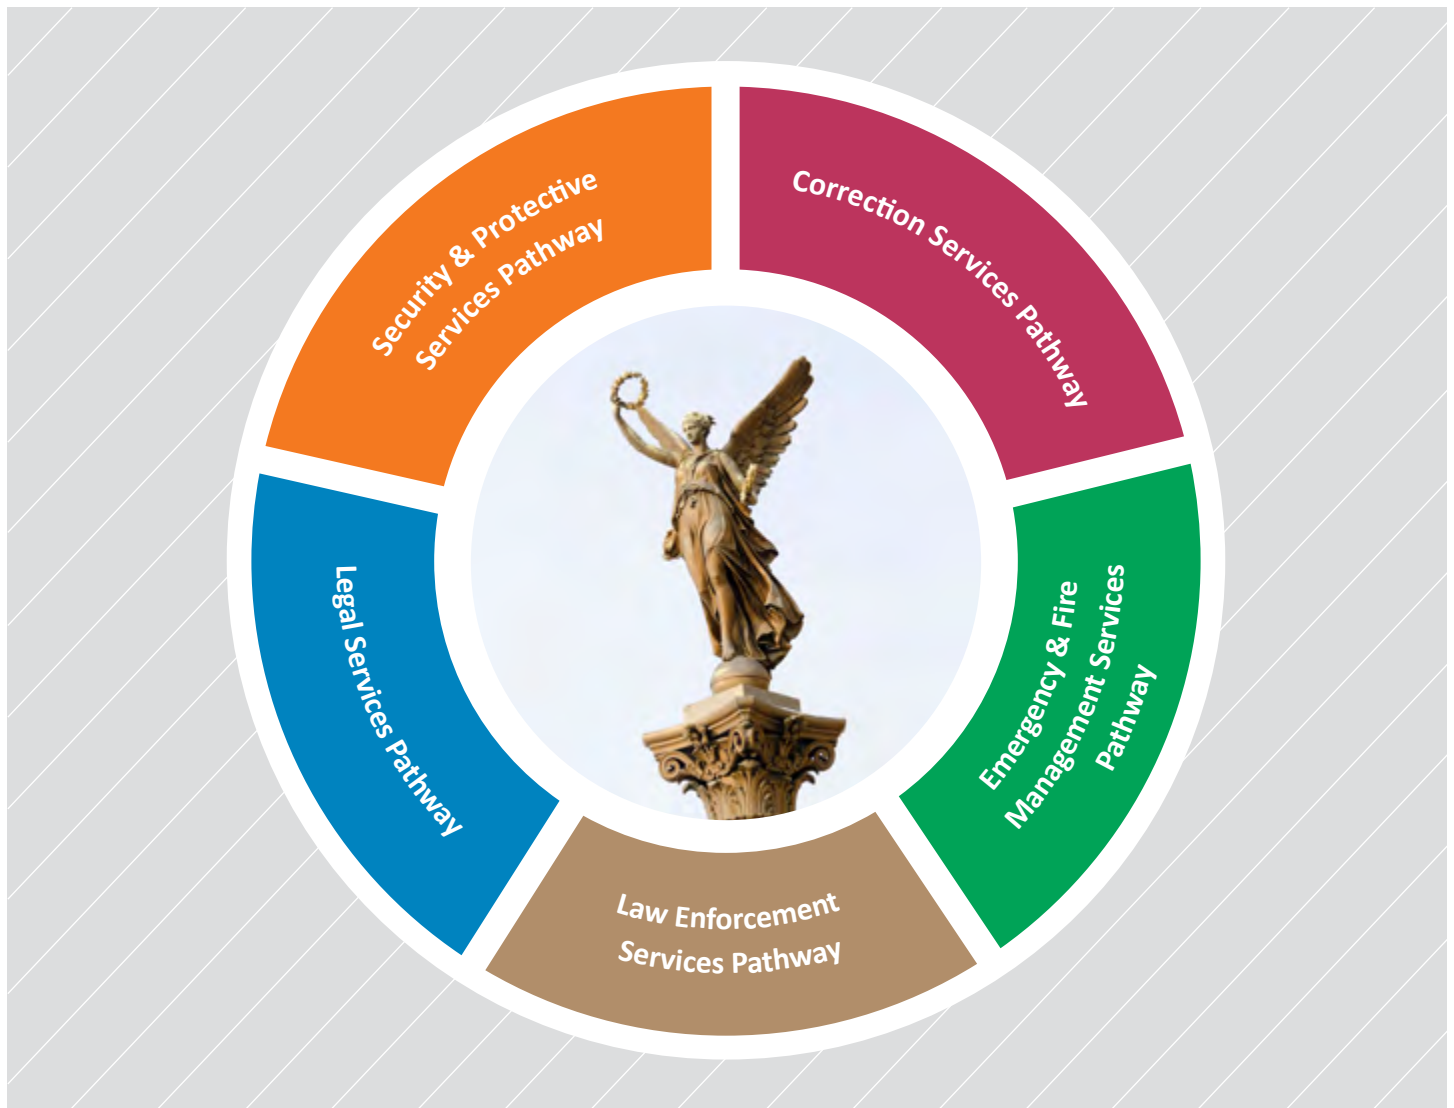 Security & Protective
Services Pathway
Correction Services Pathway
Emergency & Fire
Management Services
Pathway
Law Enforcement
Services Pathway
Legal Services Pathway